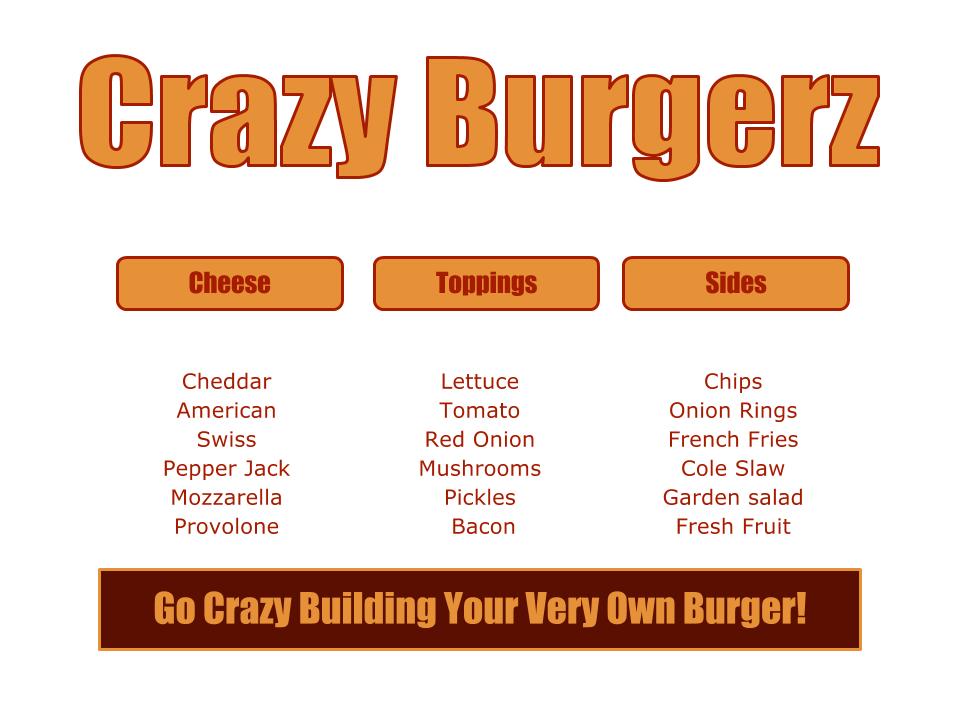 Crazy Burgerz
Cheese
Toppings
Sides
Cheddar
American
Swiss
Pepper Jack
Mozzarella
Provolone
Lettuce
Tomato
Red Onion
Mushrooms
Pickles
Bacon
Chips
Onion Rings
French Fries
Cole Slaw
Garden salad
Fresh Fruit
Go Crazy Building Your Very Own Burger!